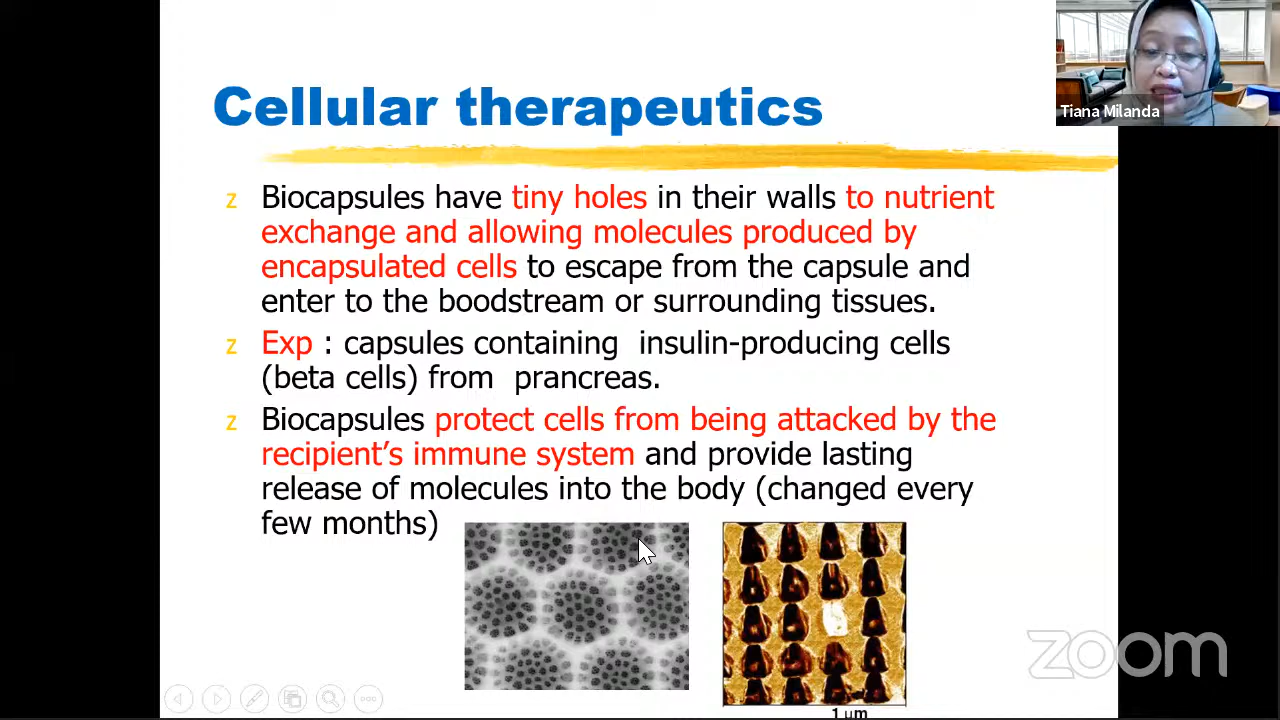 Cellular therapeutics
Tiana Milanda
z Biocapsules have tiny holes in their walls to nutrient
exchange and allowing molecules produced by
encapsulated cells to escape from the capsule and
enter to the boodstream or surrounding tissues.
z Exp : capsules containing insulin-producing cells
(beta cells) from prancreas.
z Biocapsules protect cells from being attacked by the
recipient’s immune system and provide lasting
release of molecules into the body (changed every
few months)
1 µm
zoom